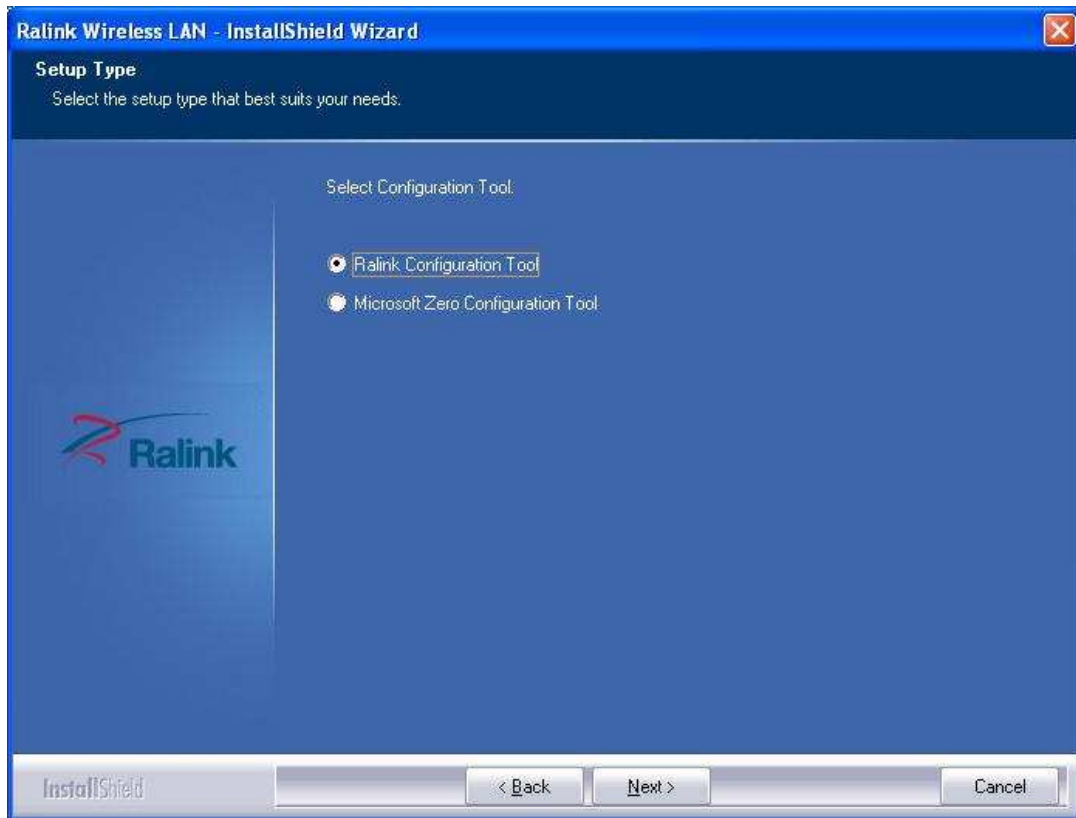 Ralink Wireless LAN - InstallShield Wizard
Setup Type
Select the setup type that best suits your needs.
Select Configuration Tool.
Ralink Configuration Tool
Microsoft Zero Configuration Tool
Ralink
InstallShield
< Back
Next >
Cancel